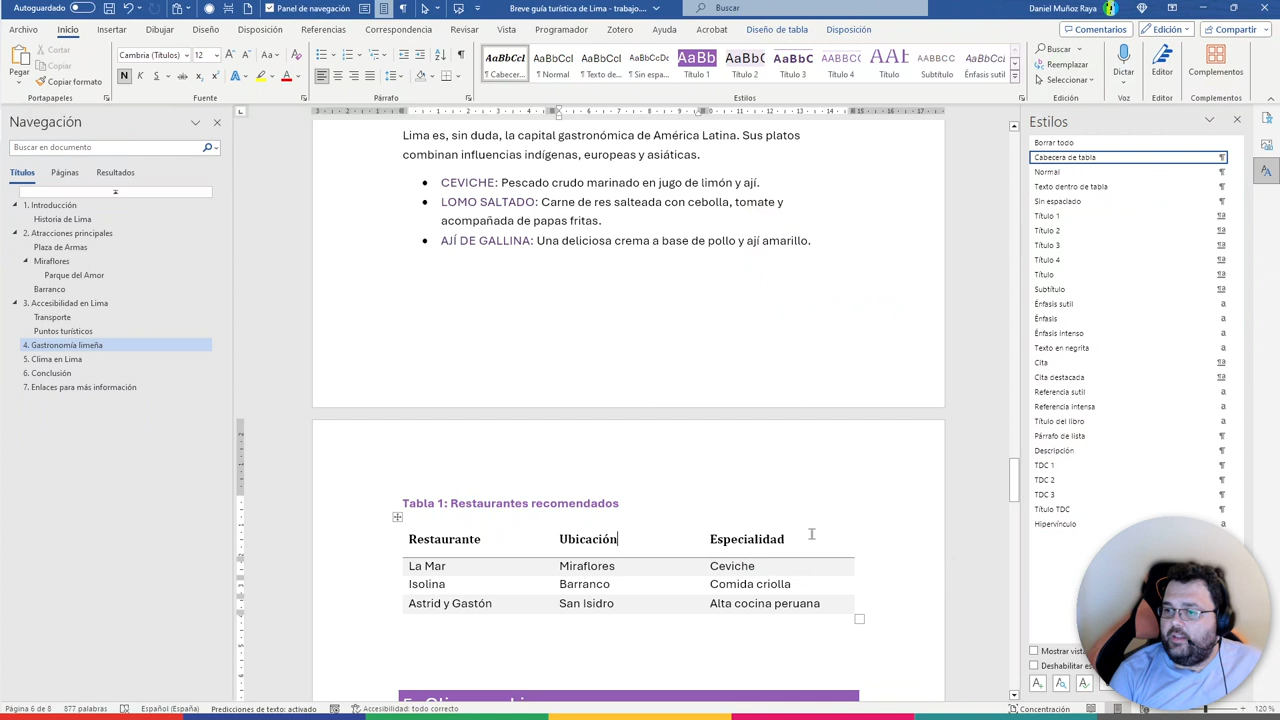 Autoguardado
Panel de navegación
Breve guía turística de Lima - trabajo...
Buscar
Daniel Muñoz Raya
Archivo Inicio Insertar Dibujar Diseño Disposición Referencias Correspondencia Revisar Vista Programador Zotero Ayuda Acrobat Diseño de tabla Disposición
Comentarios Edición Compartir
Pegar
Cortar
Copiar
Copiar formato
Cambria (Títulos) 12
AaBbCcI AaBbCcI AaBbCcI AaBbCcDc AaBb AaBbCc AaBbC AABBCC AAE AaBbCcI AaBbCcI
¶ Cabecer... ¶ Normal ¶ Texto de... ¶ Sin espa... Título 1 Título 2 Título 3 Título 4 Título Subtítulo Énfasis sutil
Buscar
Reemplazar
Seleccionar
Dictar
Editor
Complementos
Portapapeles Fuente Párrafo Estilos Edición Voz Editor Complementos
Navegación
Buscar en documento
Títulos Páginas Resultados
1. Introducción
Historia de Lima
2. Atracciones principales
Plaza de Armas
Miraflores
Parque del Amor
Barranco
3. Accesibilidad en Lima
Transporte
Puntos turísticos
4. Gastronomía limeña
5. Clima en Lima
6. Conclusión
7. Enlaces para más información
Lima es, sin duda, la capital gastronómica de América Latina. Sus platos
combinan influencias indígenas, europeas y asiáticas.
• CEVICHE: Pescado crudo marinado en jugo de limón y ají.
• LOMO SALTADO: Carne de res salteada con cebolla, tomate y
acompañada de papas fritas.
• AJÍ DE GALLINA: Una deliciosa crema a base de pollo y ají amarillo.
Tabla 1: Restaurantes recomendados
Restaurante Ubicación Especialidad
La Mar Miraflores Ceviche
Isolina Barranco Comida criolla
Astrid y Gastón San Isidro Alta cocina peruana
Estilos
Borrar todo
Cabecera de tabla
Normal
Texto dentro de tabla
Sin espaciado
Título 1
Título 2
Título 3
Título 4
Título
Subtítulo
Énfasis sutil
Énfasis
Énfasis intenso
Texto en negrita
Cita
Cita destacada
Referencia sutil
Referencia intensa
Título del libro
Párrafo de lista
Descripción
TDC 1
TDC 2
TDC 3
Título TDC
Hipervínculo
Mostrar vist
Deshabilitar es
Página 6 de 8 877 palabras Español (España) Predicciones de texto: activado Accesibilidad: todo correcto Concentración 120 %